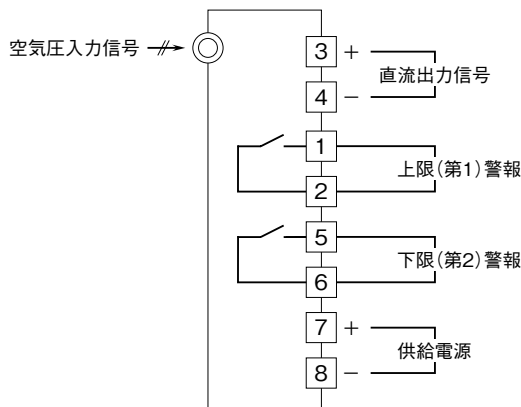 空気圧入力信号
3 +
直流出力信号
4 −
1
上限(第1)警報
2
5
下限(第2)警報
6
7 +
供給電源
8 −